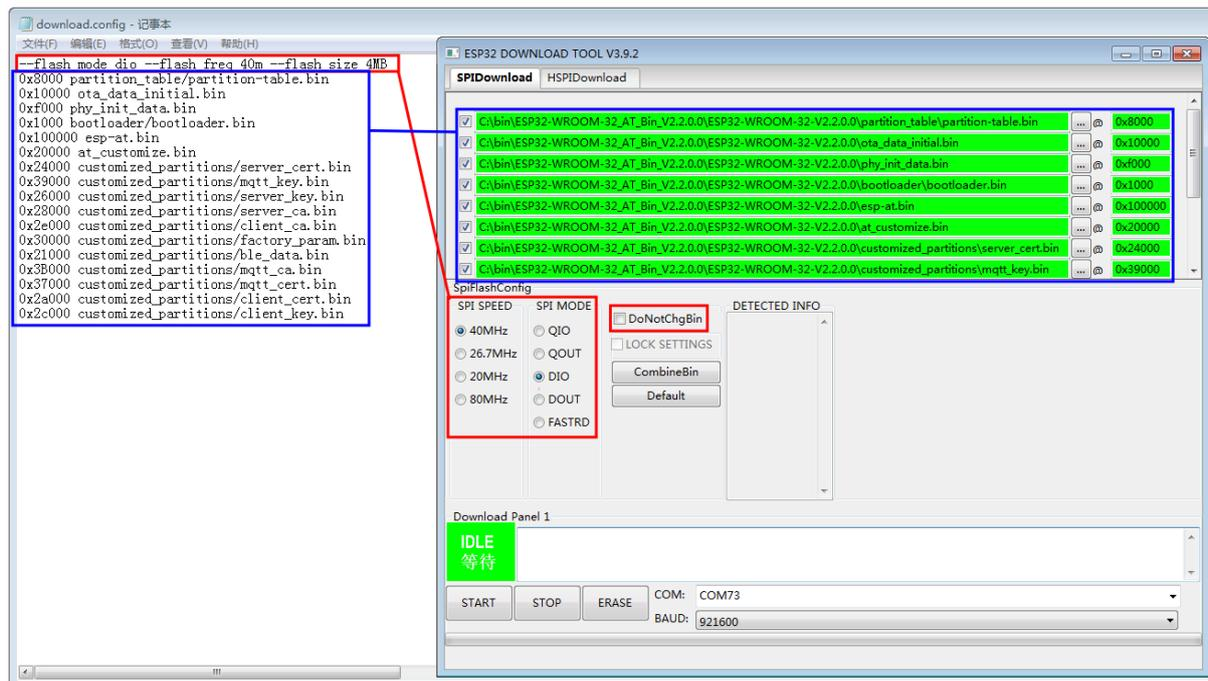 download.config - 记事本
文件(F) 编辑(E) 格式(O) 查看(V) 帮助(H)
--flash_mode dio --flash_freq 40m --flash_size 4MB
0x8000 partition_table/partition-table.bin
0x10000 ota_data_initial.bin
0xf000 phy_init_data.bin
0x1000 bootloader/bootloader.bin
0x100000 esp-at.bin
0x20000 at_customize.bin
0x24000 customized_partitions/server_cert.bin
0x39000 customized_partitions/mqtt_key.bin
0x26000 customized_partitions/server_key.bin
0x28000 customized_partitions/server_ca.bin
0x2e000 customized_partitions/client_ca.bin
0x30000 customized_partitions/factory_param.bin
0x21000 customized_partitions/ble_data.bin
0x3B000 customized_partitions/mqtt_ca.bin
0x37000 customized_partitions/mqtt_cert.bin
0x2a000 customized_partitions/client_cert.bin
0x2c000 customized_partitions/client_key.bin
ESP32 DOWNLOAD TOOL V3.9.2
SPIDownload HSPIDownload
C:\bin\ESP32-WROOM-32_AT_Bin_V2.2.0.0\ESP32-WROOM-32-V2.2.0.0\partition_table\partition-table.bin ... @ 0x8000
C:\bin\ESP32-WROOM-32_AT_Bin_V2.2.0.0\ESP32-WROOM-32-V2.2.0.0\ota_data_initial.bin ... @ 0x10000
C:\bin\ESP32-WROOM-32_AT_Bin_V2.2.0.0\ESP32-WROOM-32-V2.2.0.0\phy_init_data.bin ... @ 0xf000
C:\bin\ESP32-WROOM-32_AT_Bin_V2.2.0.0\ESP32-WROOM-32-V2.2.0.0\bootloader\bootloader.bin ... @ 0x1000
C:\bin\ESP32-WROOM-32_AT_Bin_V2.2.0.0\ESP32-WROOM-32-V2.2.0.0\esp-at.bin ... @ 0x100000
C:\bin\ESP32-WROOM-32_AT_Bin_V2.2.0.0\ESP32-WROOM-32-V2.2.0.0\at_customize.bin ... @ 0x20000
C:\bin\ESP32-WROOM-32_AT_Bin_V2.2.0.0\ESP32-WROOM-32-V2.2.0.0\customized_partitions\server_cert.bin ... @ 0x24000
C:\bin\ESP32-WROOM-32_AT_Bin_V2.2.0.0\ESP32-WROOM-32-V2.2.0.0\customized_partitions\mqtt_key.bin ... @ 0x39000
SpiFlashConfig
SPI SPEED SPI MODE DETECTED INFO
DoNotChgBin
40MHz QIO
LOCK SETTINGS
26.7MHz QOUT
CombineBin
20MHz DIO
Default
80MHz DOUT
FASTRD
Download Panel 1
IDLE
等待
START STOP ERASE
COM: COM73
BAUD: 921600